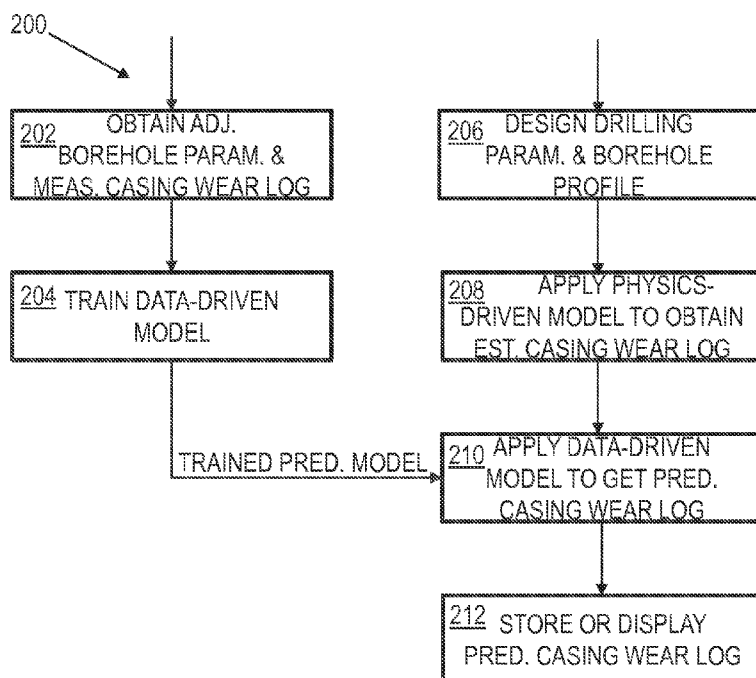 200
202 OBTAIN ADJ.
BOREHOLE PARAM. &
MEAS. CASING WEAR LOG
204 TRAIN DATA-DRIVEN
MODEL
206 DESIGN DRILLING
PARAM. & BOREHOLE
PROFILE
208 APPLY PHYSICS-
DRIVEN MODEL TO OBTAIN
EST. CASING WEAR LOG
TRAINED PRED. MODEL
210 APPLY DATA-DRIVEN
MODEL TO GET PRED.
CASING WEAR LOG
212 STORE OR DISPLAY
PRED. CASING WEAR LOG